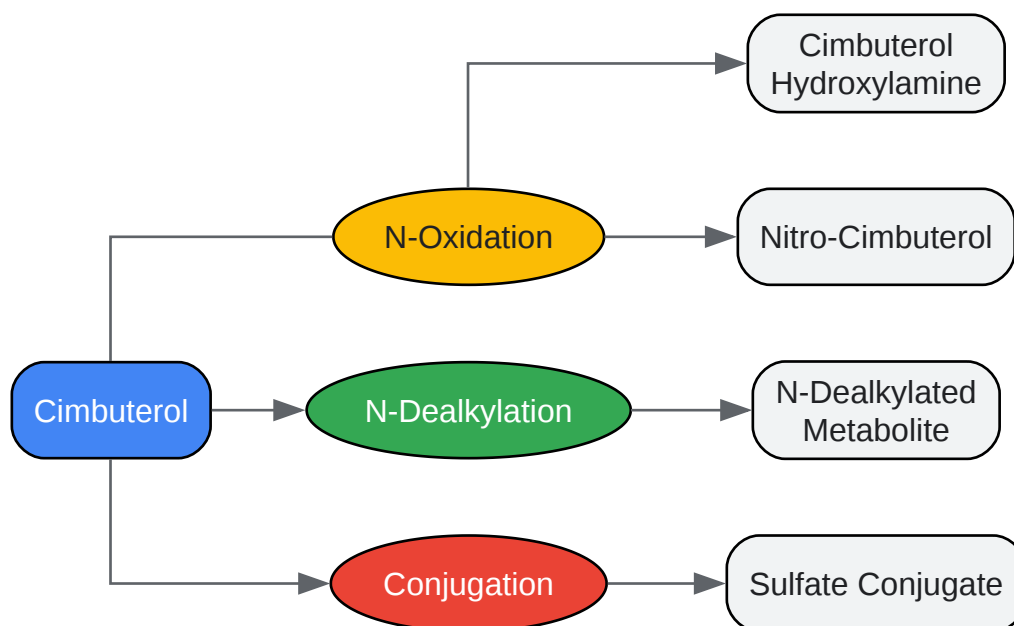 Cimbuterol
Hydroxylamine
N-Oxidation
Nitro-Cimbuterol
Cimbuterol
N-Dealkylation
N-Dealkylated
Metabolite
Conjugation
Sulfate Conjugate